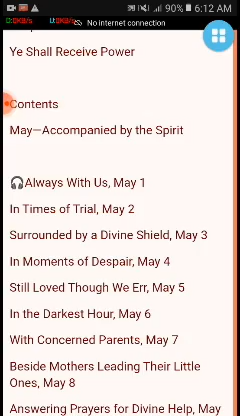 0:0KB/s U:0KB/s No internet connection 90% 6:12 AM
Ye Shall Receive Power
Contents
May—Accompanied by the Spirit
🎧Always With Us, May 1
In Times of Trial, May 2
Surrounded by a Divine Shield, May 3
In Moments of Despair, May 4
Still Loved Though We Err, May 5
In the Darkest Hour, May 6
With Concerned Parents, May 7
Beside Mothers Leading Their Little
Ones, May 8
Answering Prayers for Divine Help, May